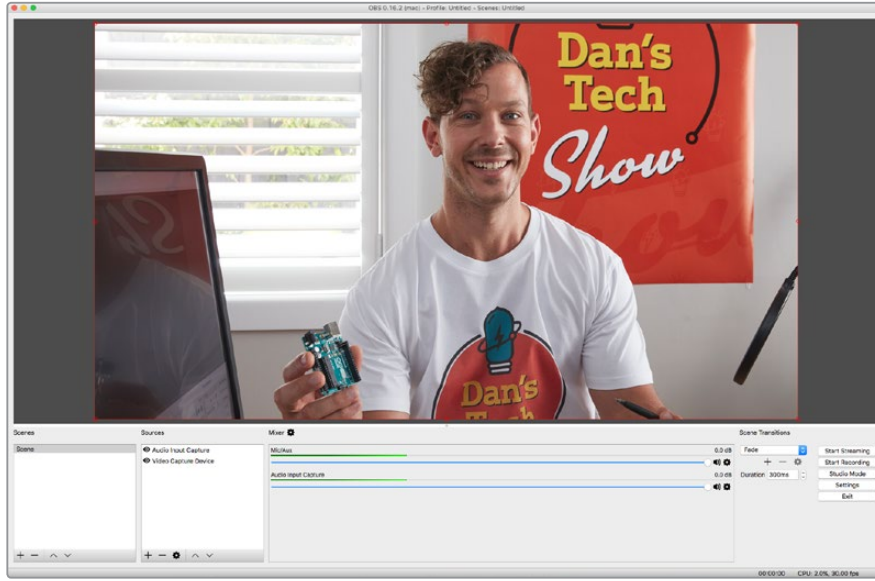 OBS 0.16.2 (mac) - Profile: Untitled - Scenes: Untitled
Dan's
Tech
Show
Dan's
Tech
Scenes
Sources
Mixer
Scene Transitions
Scene
Audio Input Capture
Video Capture Device
Mic/Aux
0.0 dB
Audio Input Capture
0.0 dB
Fade
Duration 300ms
Start Streaming
Start Recording
Studio Mode
Settings
Exit
00:00:00
CPU: 2.0%, 30.00 fps